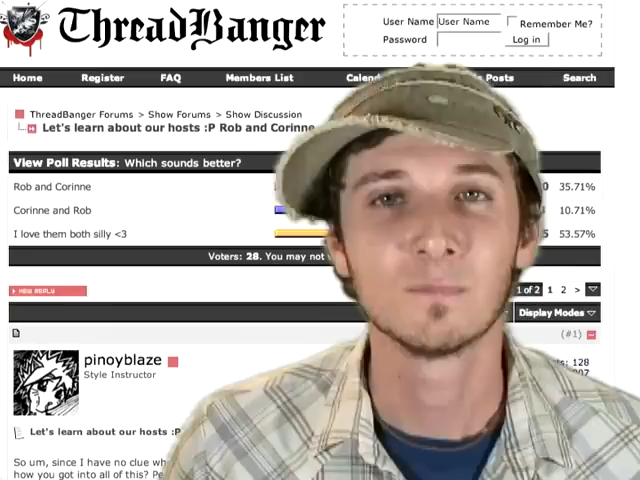 ThreadBanger
User Name User Name Remember Me?
Password Log in
Home Register FAQ Members List Posts Search
ThreadBanger Forums > Show Forums > Show Discussion
Let's learn about our hosts :P Rob and Corinne
View Poll Results: Which sounds better?
Rob and Corinne 35.71%
Corinne and Rob 10.71%
I love them both silly <3 53.57%
Voters: 28. You may not
NEW REPLY
1 of 2 1 2 >
Display Modes
(#1)
pinoyblaze
Style Instructor
128
Let's learn about our hosts :P
So um, since I have no clue
how you got into all of this?